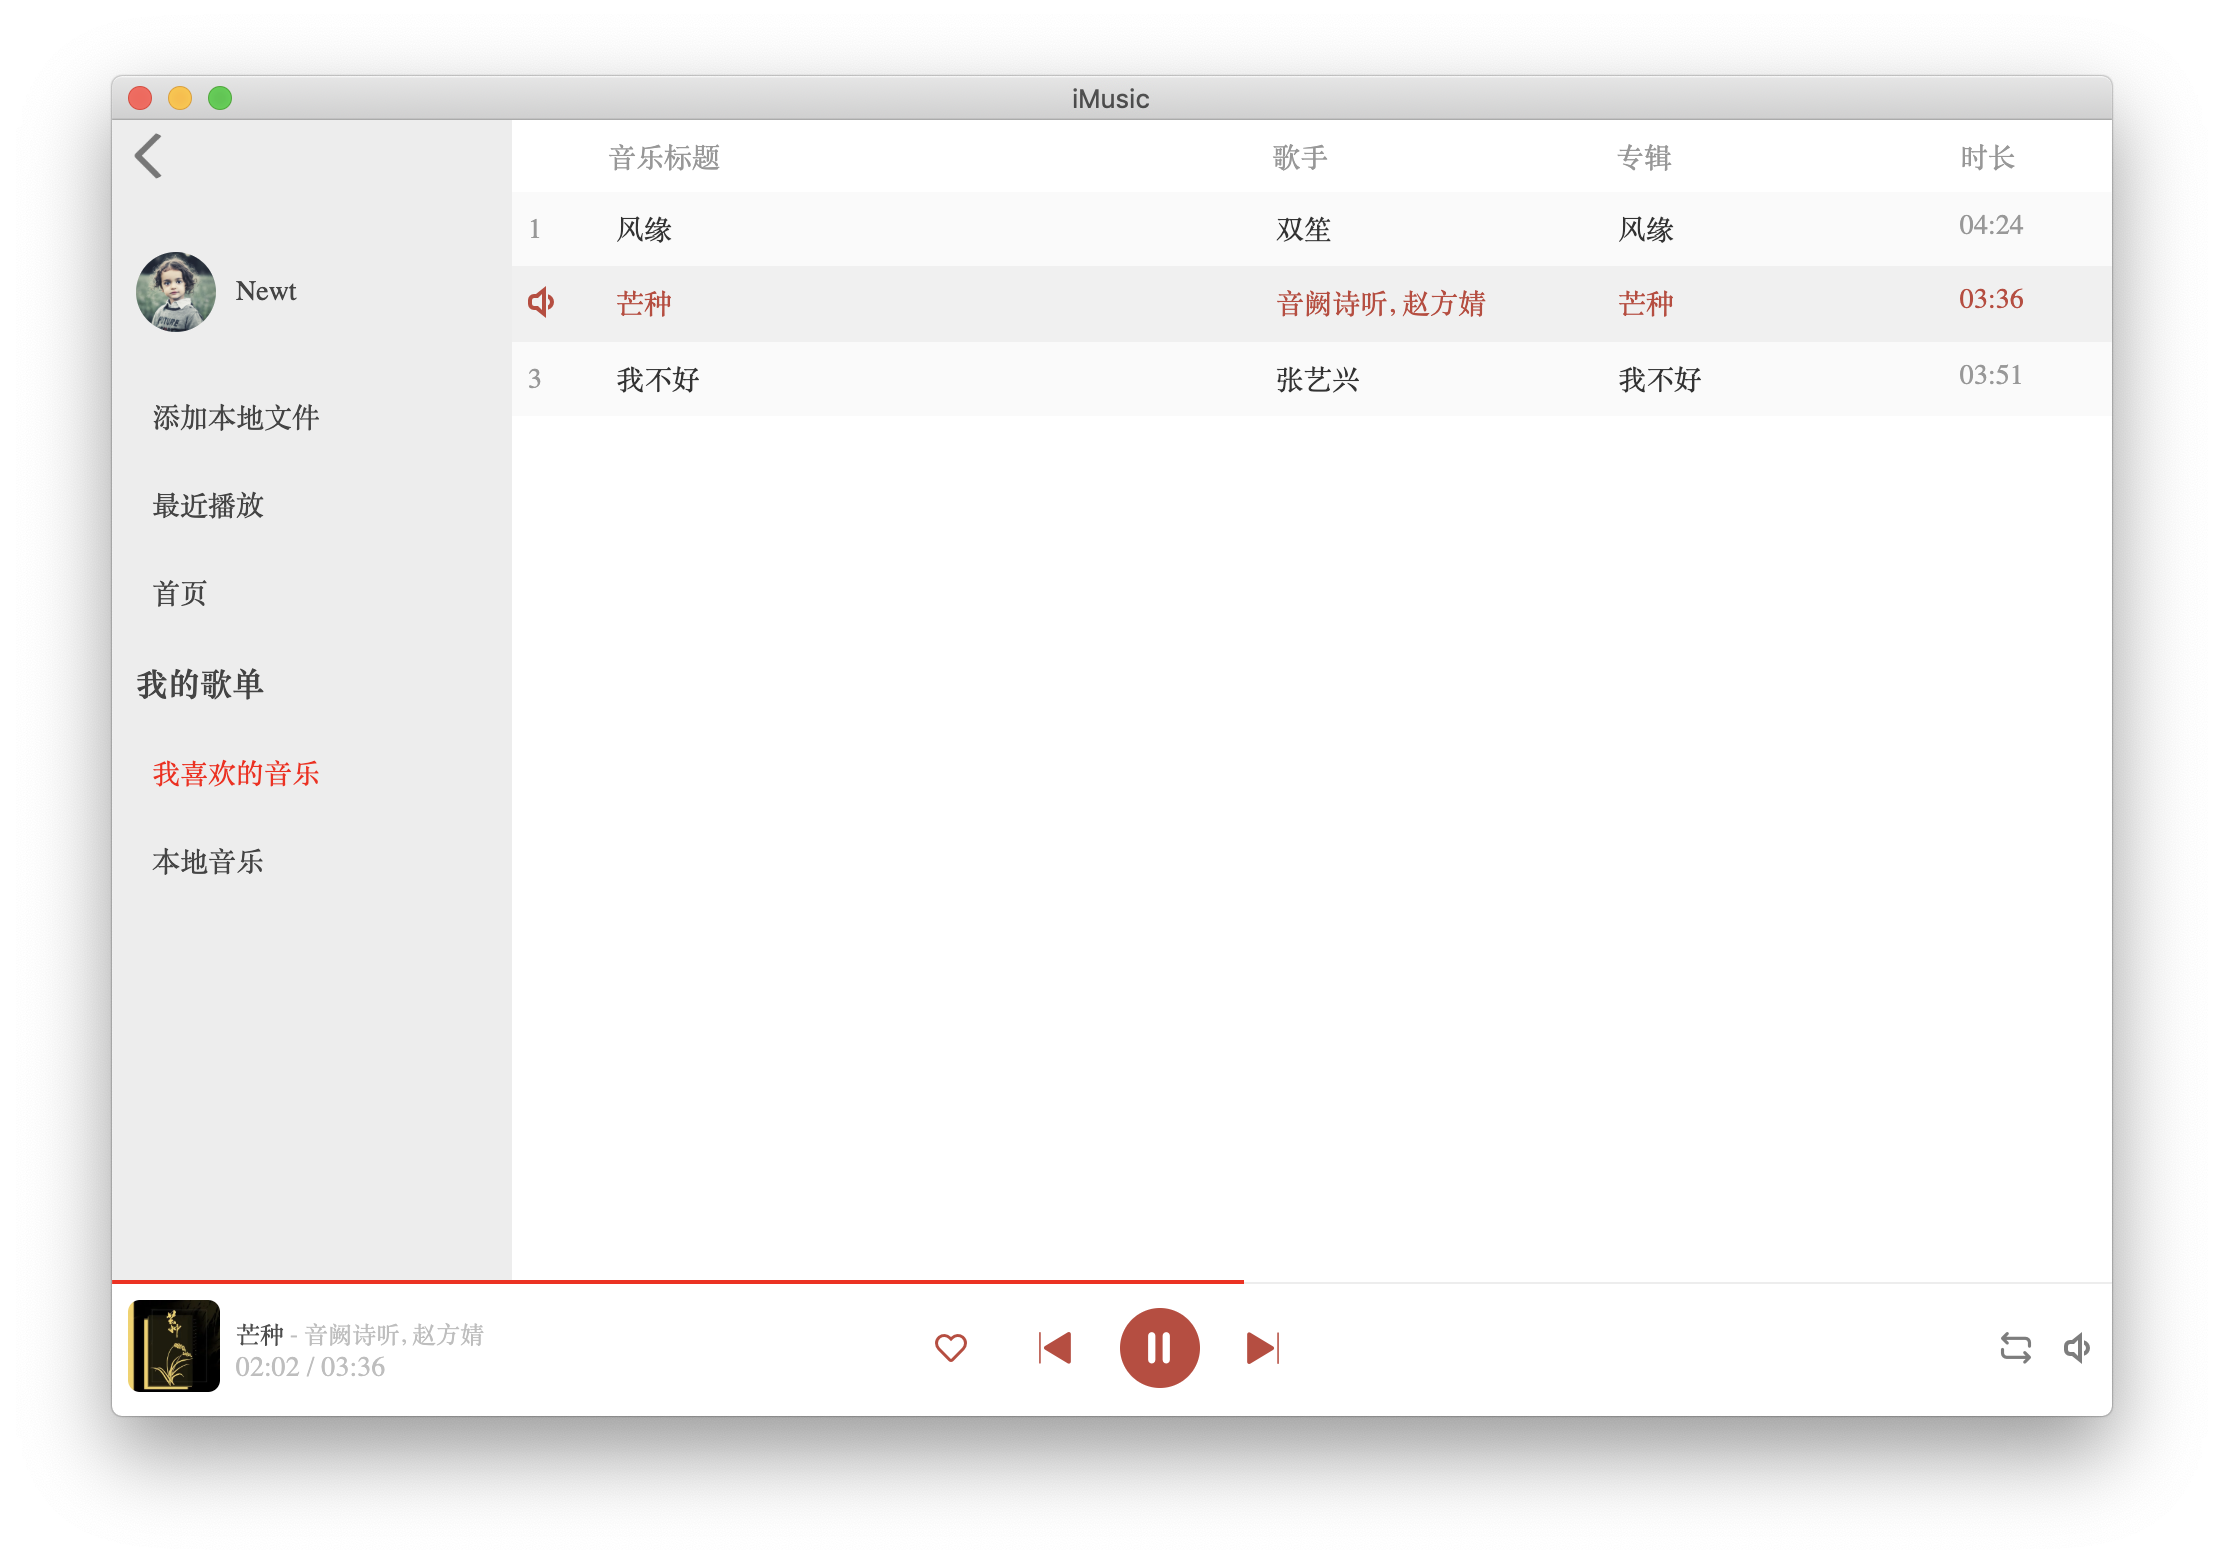 iMusic
Newt
添加本地文件
最近播放
首页
我的歌单
我喜欢的音乐
本地音乐
音乐标题 歌手 专辑 时长
1 风缘 双笙 风缘 04:24
芒种 音阙诗听, 赵方婧 芒种 03:36
3 我不好 张艺兴 我不好 03:51
芒种
芒种 - 音阙诗听, 赵方婧
02:02 / 03:36